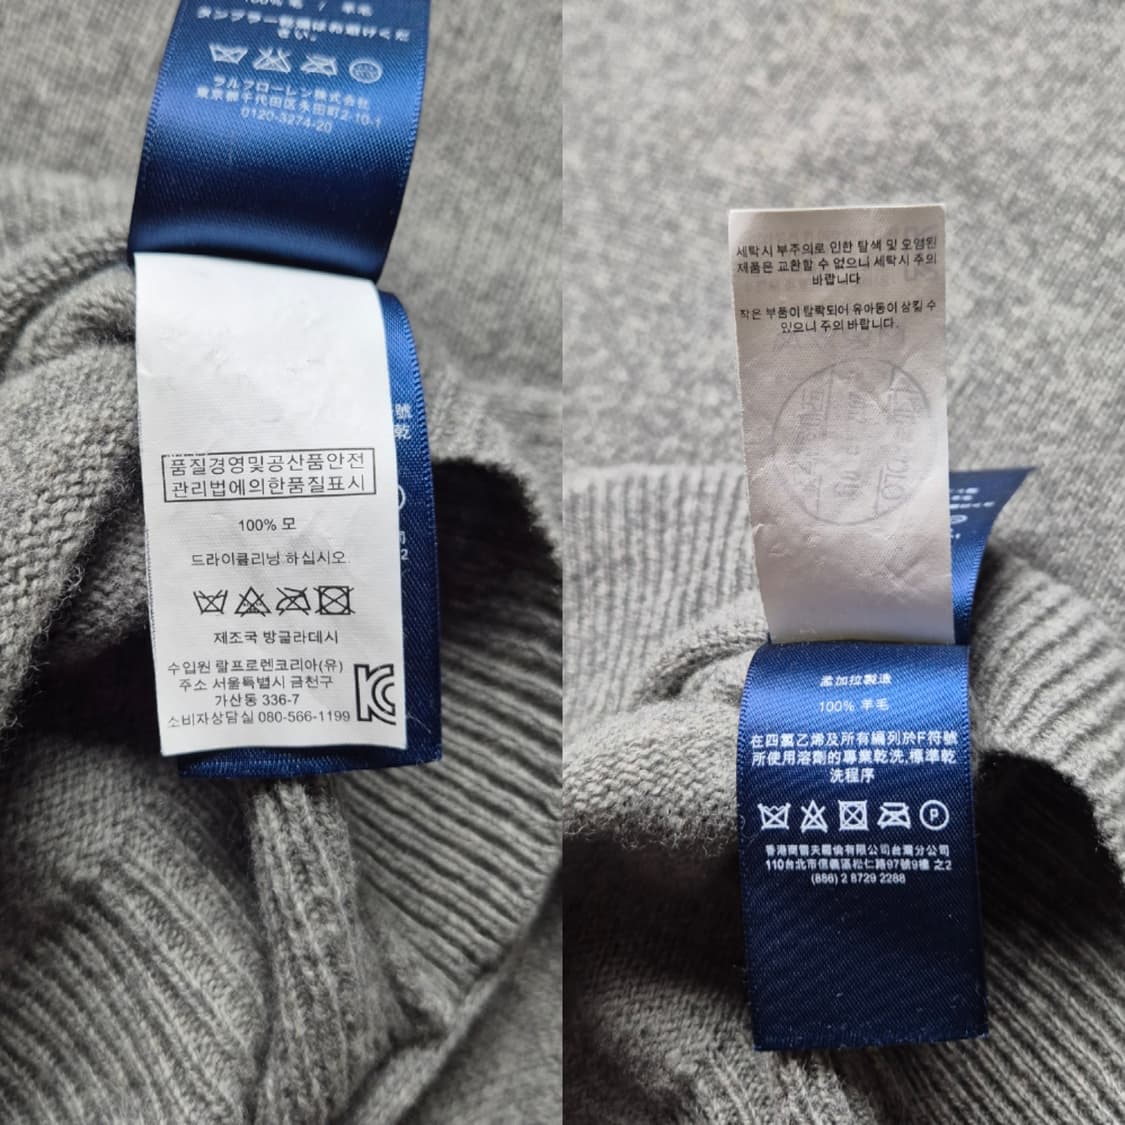 100% 毛 / 羊毛
タンブラー乾燥はお避けくだ
さい。
ラルフローレン株式会社
東京都千代田区永田町2-10-1
0120-3274-20
품질경영및공산품안전
관리법에의한품질표시
100% 모
드라이클리닝 하십시오.
제조국 방글라데시
수입원 랄프로렌코리아(유)
주소 서울특별시 금천구
가산동 336-7
소비자상담실 080-566-1199
號
乾
2
세탁시 부주의로 인한 탈색 및 오염된
제품은 교환할 수 없으니 세탁시 주의
바랍니다
작은 부품이 탈락되어 유아동이 삼킬 수
있으니 주의 바랍니다.
孟加拉製造
100% 羊毛
在四氯乙烯及所有編列於F符號
所使用溶劑的專業乾洗,標準乾
洗程序
P
香港商雷夫羅倫有限公司台灣分公司
110台北市信義區松仁路97號9樓 之2
(886) 2 8729 2288